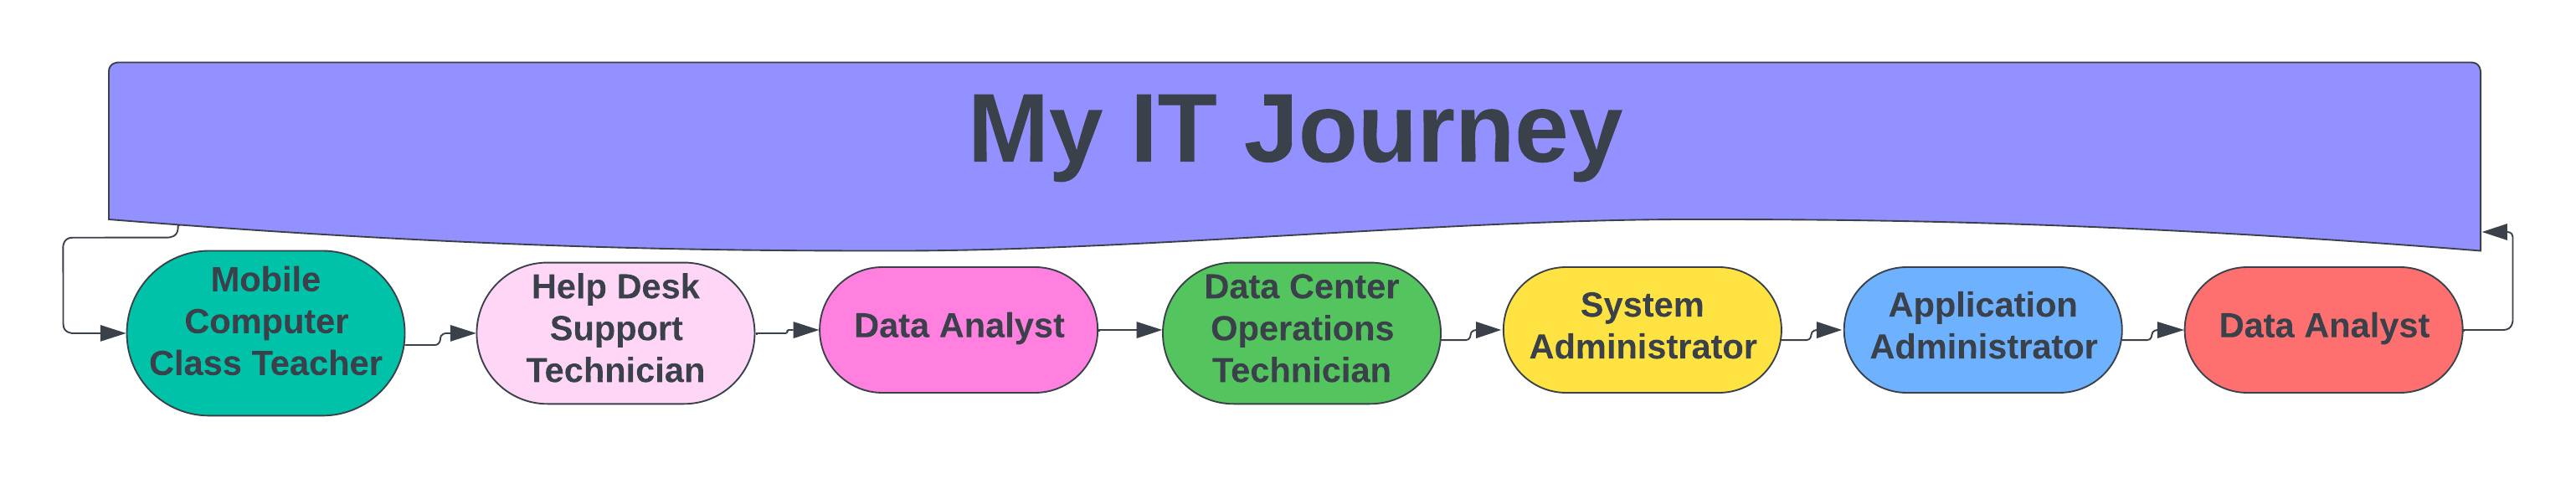 My IT Journey
Mobile
Computer
Class Teacher
Help Desk
Support
Technician
Data Analyst
Data Center
Operations
Technician
System
Administrator
Application
Administrator
Data Analyst